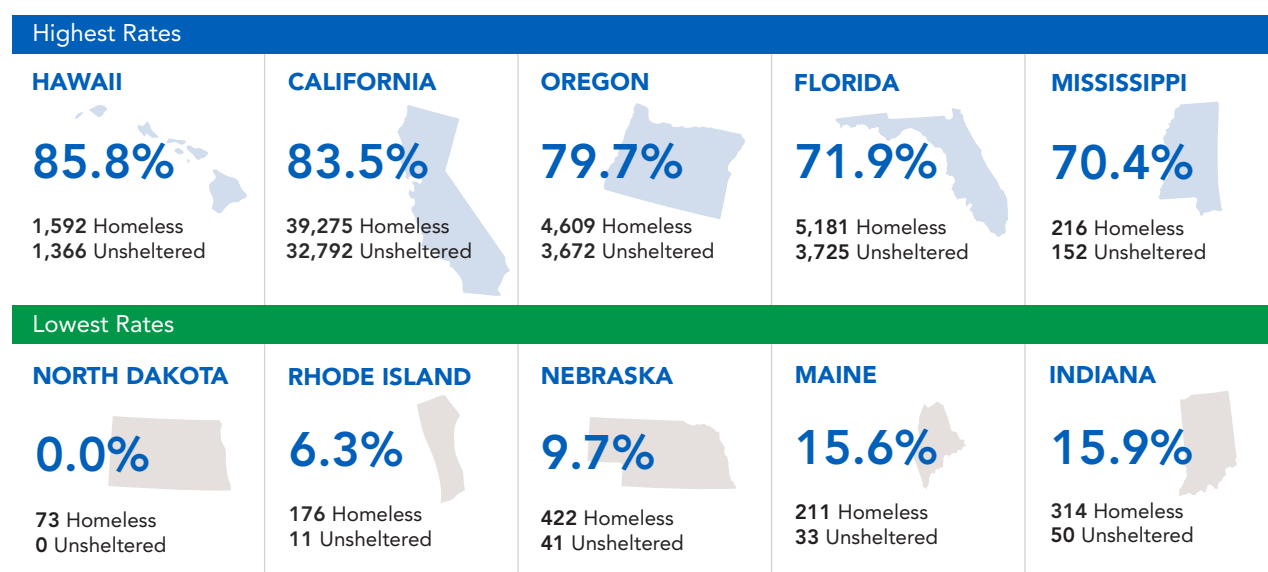 Highest Rates
HAWAII
85.8%
1,592 Homeless
1,366 Unsheltered
CALIFORNIA
83.5%
39,275 Homeless
32,792 Unsheltered
OREGON
79.7%
4,609 Homeless
3,672 Unsheltered
FLORIDA
71.9%
5,181 Homeless
3,725 Unsheltered
MISSISSIPPI
70.4%
216 Homeless
152 Unsheltered
Lowest Rates
NORTH DAKOTA
0.0%
73 Homeless
0 Unsheltered
RHODE ISLAND
6.3%
176 Homeless
11 Unsheltered
NEBRASKA
9.7%
422 Homeless
41 Unsheltered
MAINE
15.6%
211 Homeless
33 Unsheltered
INDIANA
15.9%
314 Homeless
50 Unsheltered